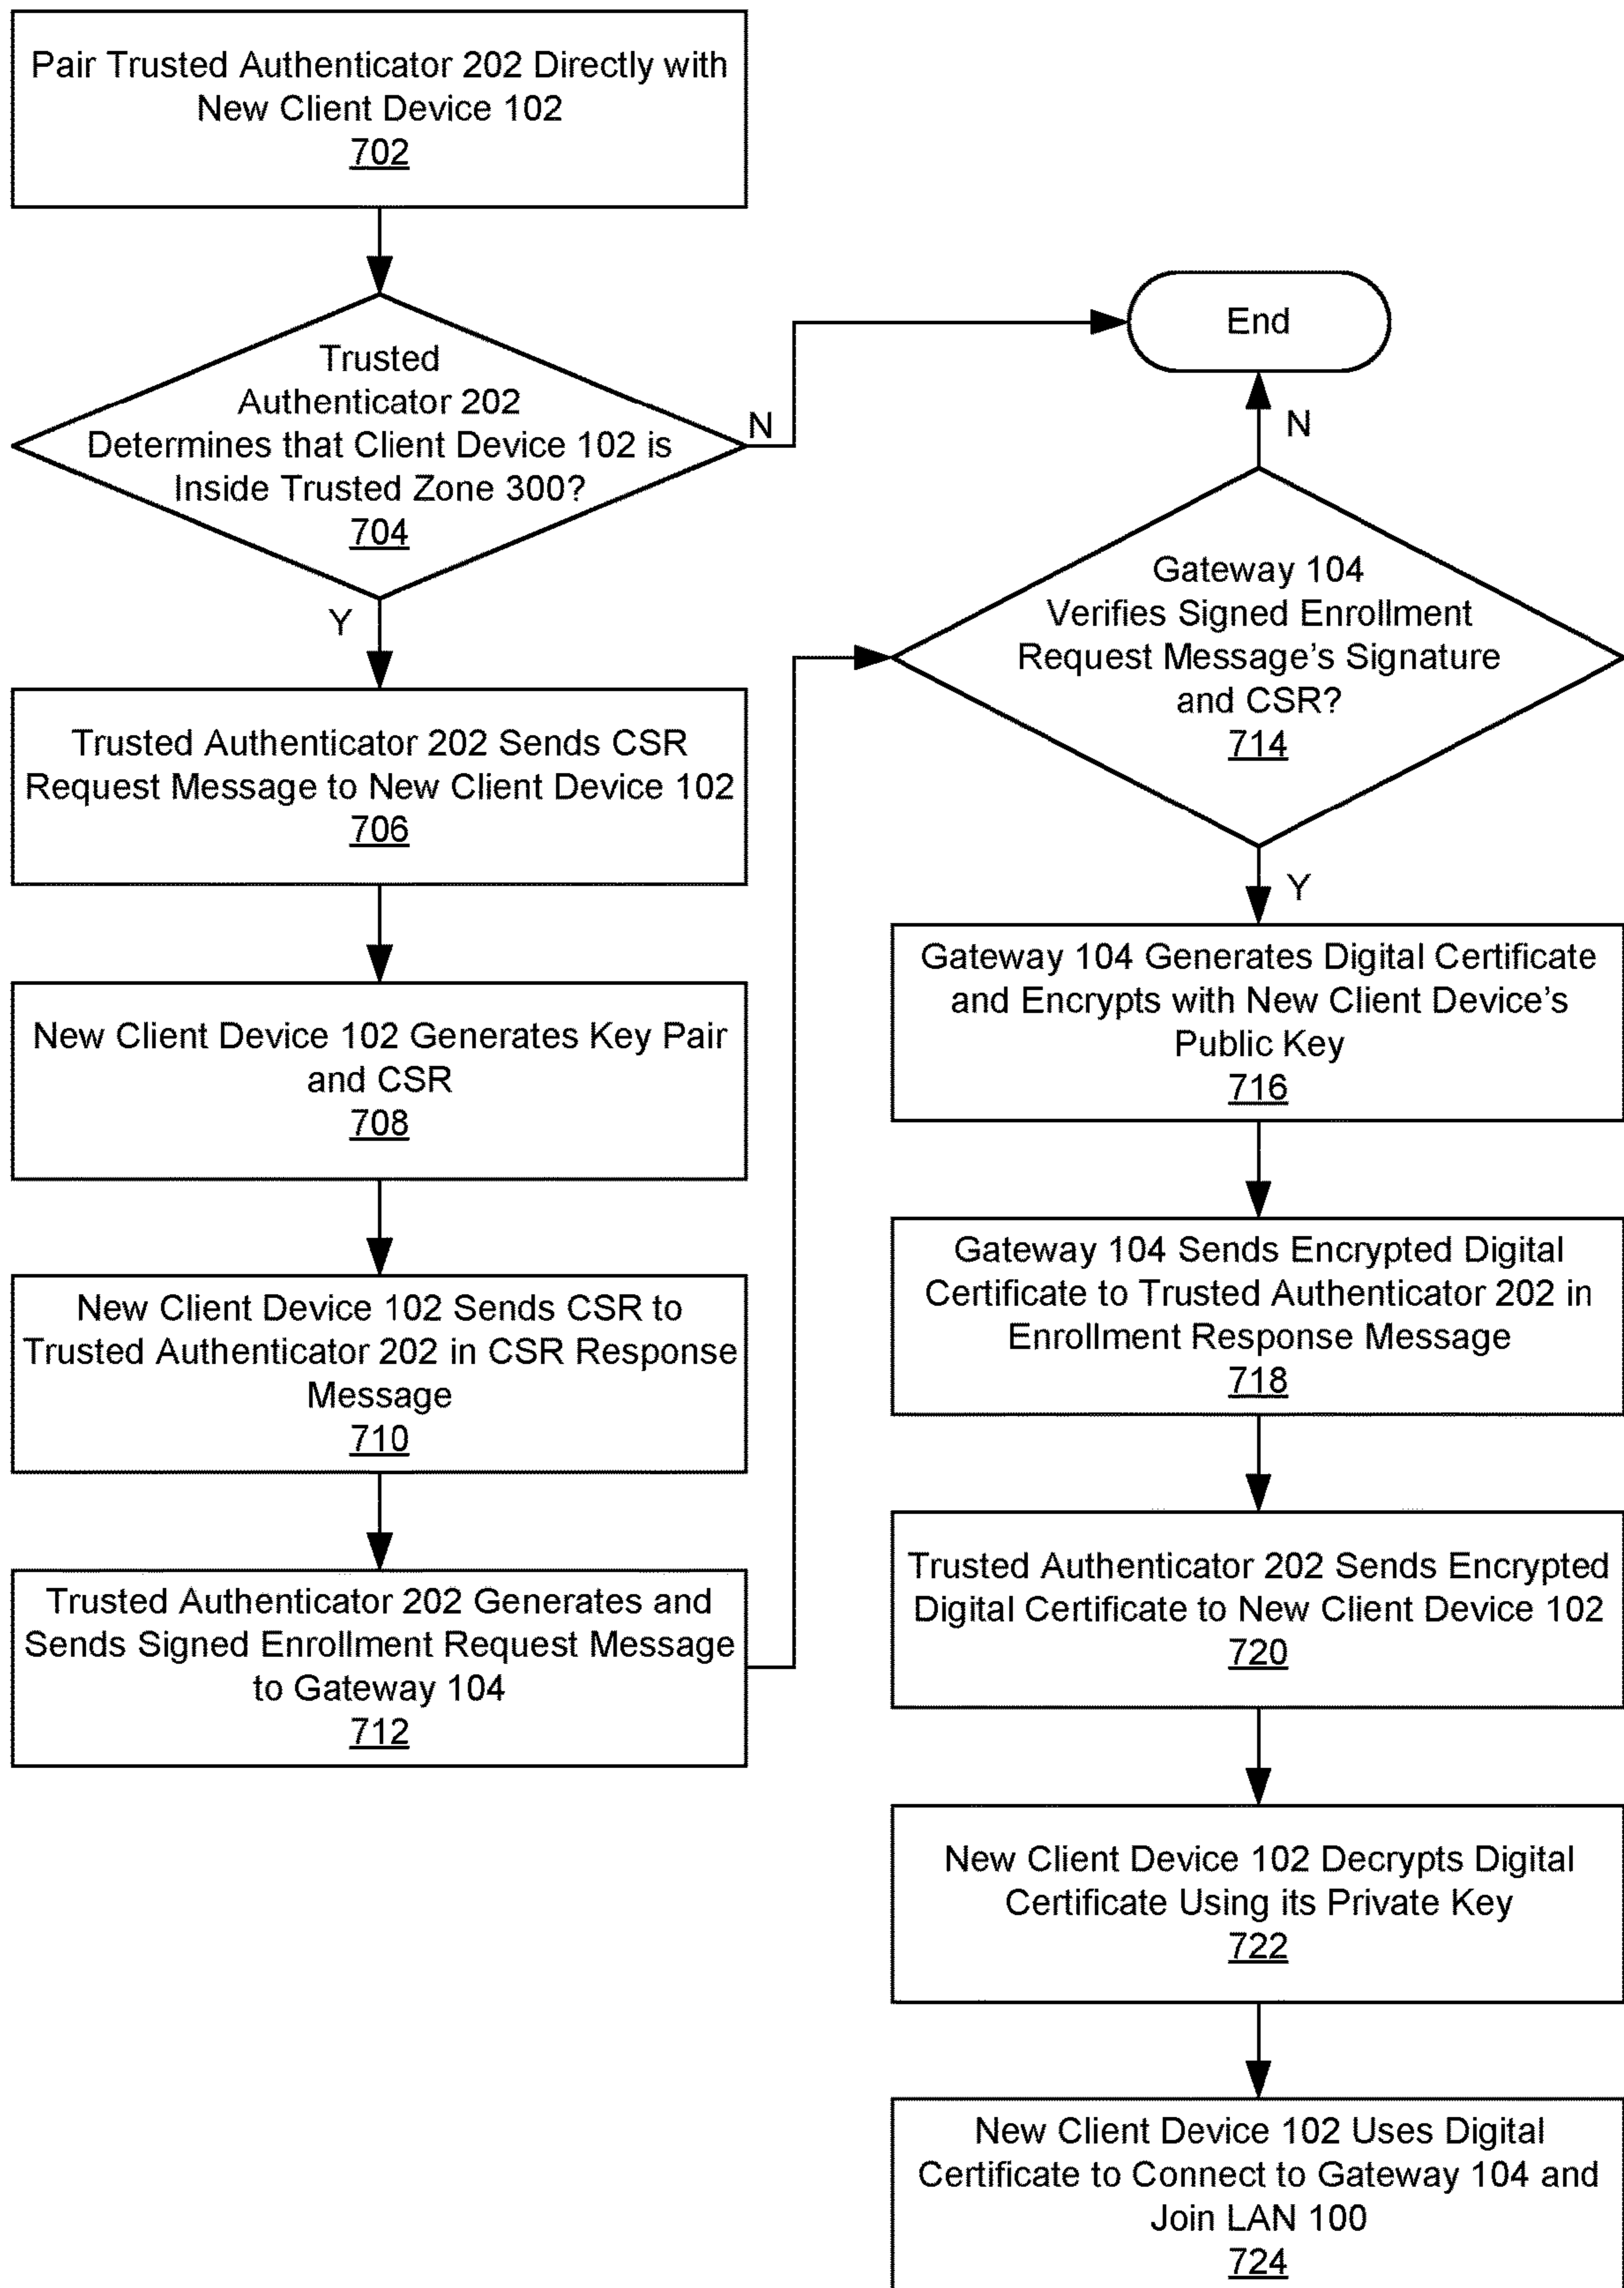 Pair Trusted Authenticator 202 Directly with
New Client Device 102
702
Trusted
Authenticator 202
Determines that Client Device 102 is
Inside Trusted Zone 300?
704
N
Y
Trusted Authenticator 202 Sends CSR
Request Message to New Client Device 102
706
New Client Device 102 Generates Key Pair
and CSR
708
New Client Device 102 Sends CSR to
Trusted Authenticator 202 in CSR Response
Message
710
Trusted Authenticator 202 Generates and
Sends Signed Enrollment Request Message
to Gateway 104
712
End
N
Gateway 104
Verifies Signed Enrollment
Request Message’s Signature
and CSR?
714
Y
Gateway 104 Generates Digital Certificate
and Encrypts with New Client Device’s
Public Key
716
Gateway 104 Sends Encrypted Digital
Certificate to Trusted Authenticator 202 in
Enrollment Response Message
718
Trusted Authenticator 202 Sends Encrypted
Digital Certificate to New Client Device 102
720
New Client Device 102 Decrypts Digital
Certificate Using its Private Key
722
New Client Device 102 Uses Digital
Certificate to Connect to Gateway 104 and
Join LAN 100
724